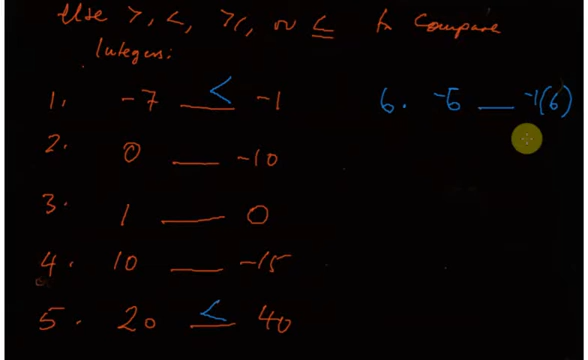 Use >, <, ≥, or ≤ to Compare
Integers:
1. -7 < -1
2. 0 __ -10
3. 1 __ 0
4. 10 __ -15
5. 20 < 40
6. -6 __ -1(6)